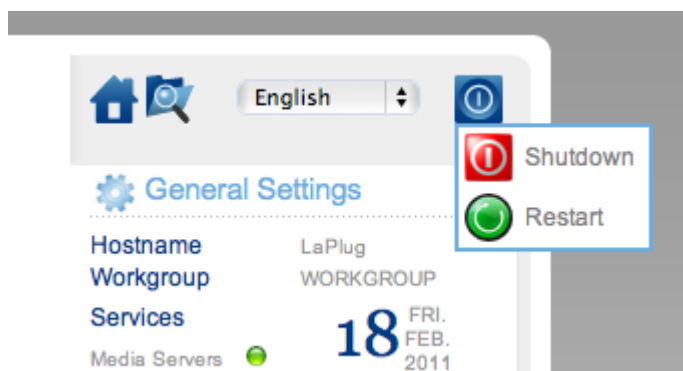 English
Shutdown
General Settings
Restart
Hostname LaPlug
Workgroup WORKGROUP
Services
18 FRI.
FEB.
2011
Media Servers